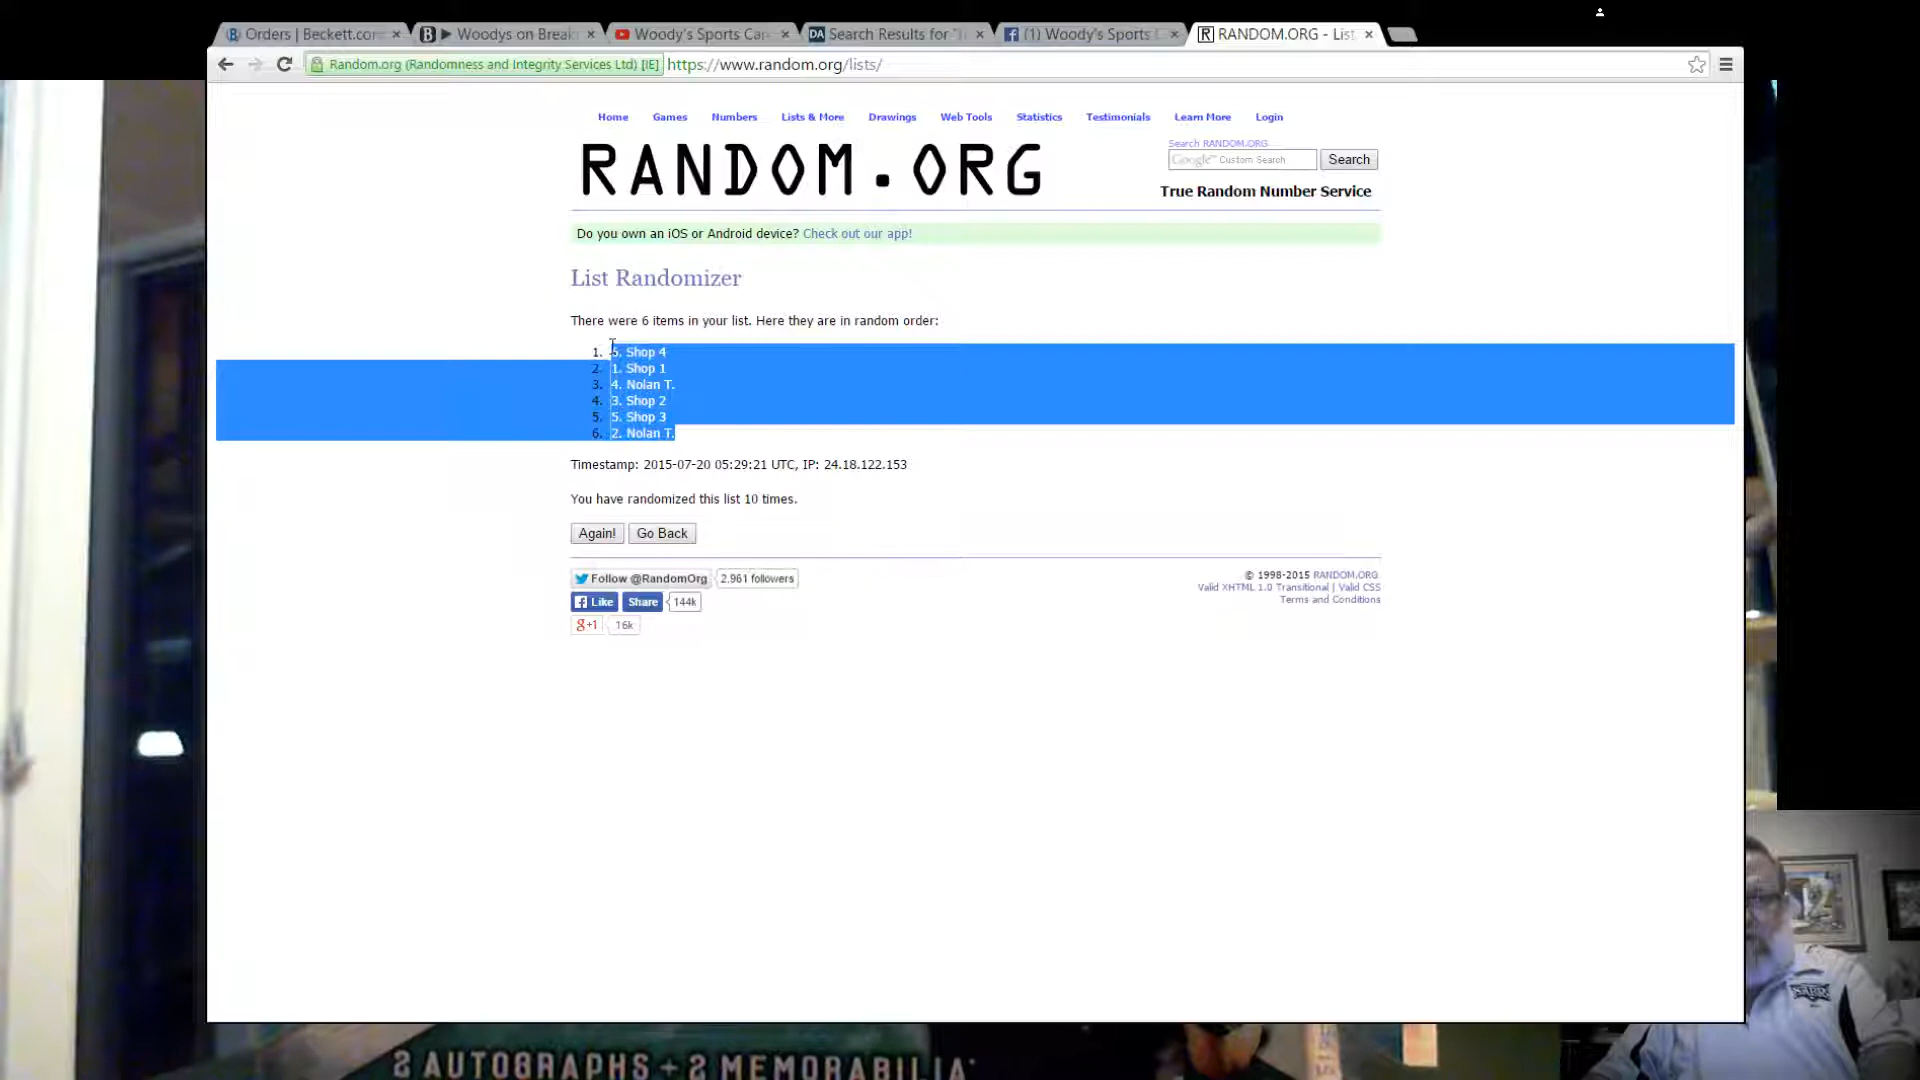 Orders | Beckett.com
Woodys on Break
Woody's Sports Car
Search Results for "I
(1) Woody's Sports C
RANDOM.ORG - List
Random.org (Randomness and Integrity Services Ltd) [IE] https://www.random.org/lists/
Home Games Numbers Lists & More Drawings Web Tools Statistics Testimonials Learn More Login
RANDOM.ORG
Search RANDOM.ORG
Google™ Custom Search Search
True Random Number Service
Do you own an iOS or Android device? Check out our app!
List Randomizer
There were 6 items in your list. Here they are in random order:
1. 6. Shop 4
2. 1. Shop 1
3. 4. Nolan T.
4. 3. Shop 2
5. 5. Shop 3
6. 2. Nolan T.
Timestamp: 2015-07-20 05:29:21 UTC, IP: 24.18.122.153
You have randomized this list 10 times.
Again! Go Back
Follow @RandomOrg 2,961 followers
Like Share 144k
g+1 16k
© 1998-2015 RANDOM.ORG
Valid XHTML 1.0 Transitional | Valid CSS
Terms and Conditions
2 AUTOGRAPHS + 2 MEMORABILIA